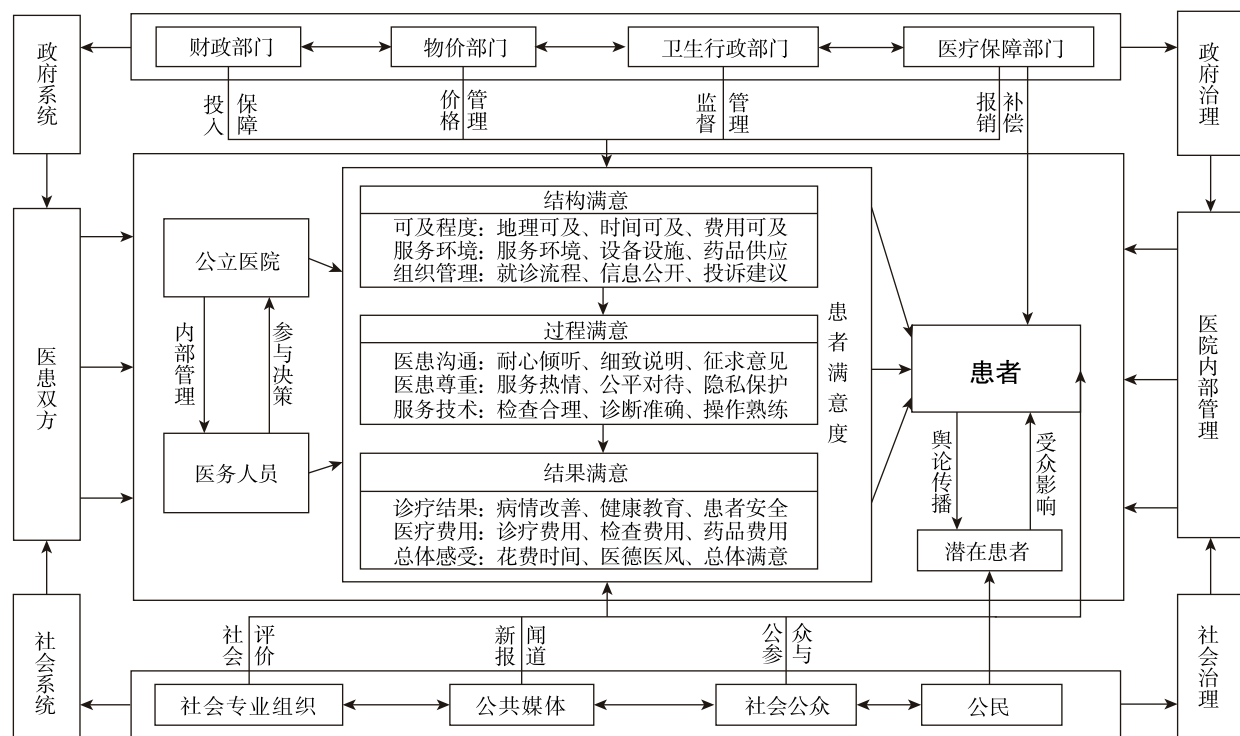 政府系统
财政部门
物价部门
卫生行政部门
医疗保障部门
政府治理
投入
保障
价格
管理
监督
管理
报销
补偿
医患双方
公立医院
内部管理
参与决策
医务人员
结构满意
可及程度：地理可及、时间可及、费用可及
服务环境：服务环境、设备设施、药品供应
组织管理：就诊流程、信息公开、投诉建议
过程满意
医患沟通：耐心倾听、细致说明、征求意见
医患尊重：服务热情、公平对待、隐私保护
服务技术：检查合理、诊断准确、操作熟练
结果满意
诊疗结果：病情改善、健康教育、患者安全
医疗费用：诊疗费用、检查费用、药品费用
总体感受：花费时间、医德医风、总体满意
患者满意度
患者
舆论传播
受众影响
潜在患者
医院内部管理
社会系统
社会
评价
新报
闻道
公参
众与
社会专业组织
公共媒体
社会公众
公民
社会治理